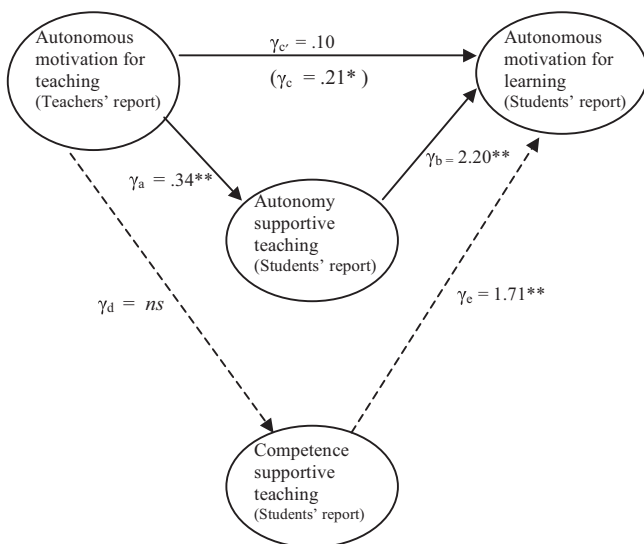 Autonomous
motivation for
teaching
(Teachers’ report)
γc′ = .10
(γc = .21* )
Autonomous
motivation for
learning
(Students’ report)
γa = .34**
γb = 2.20**
Autonomy
supportive
teaching
(Students’ report)
γd = ns
γe = 1.71**
Competence
supportive
teaching
(Students’ report)